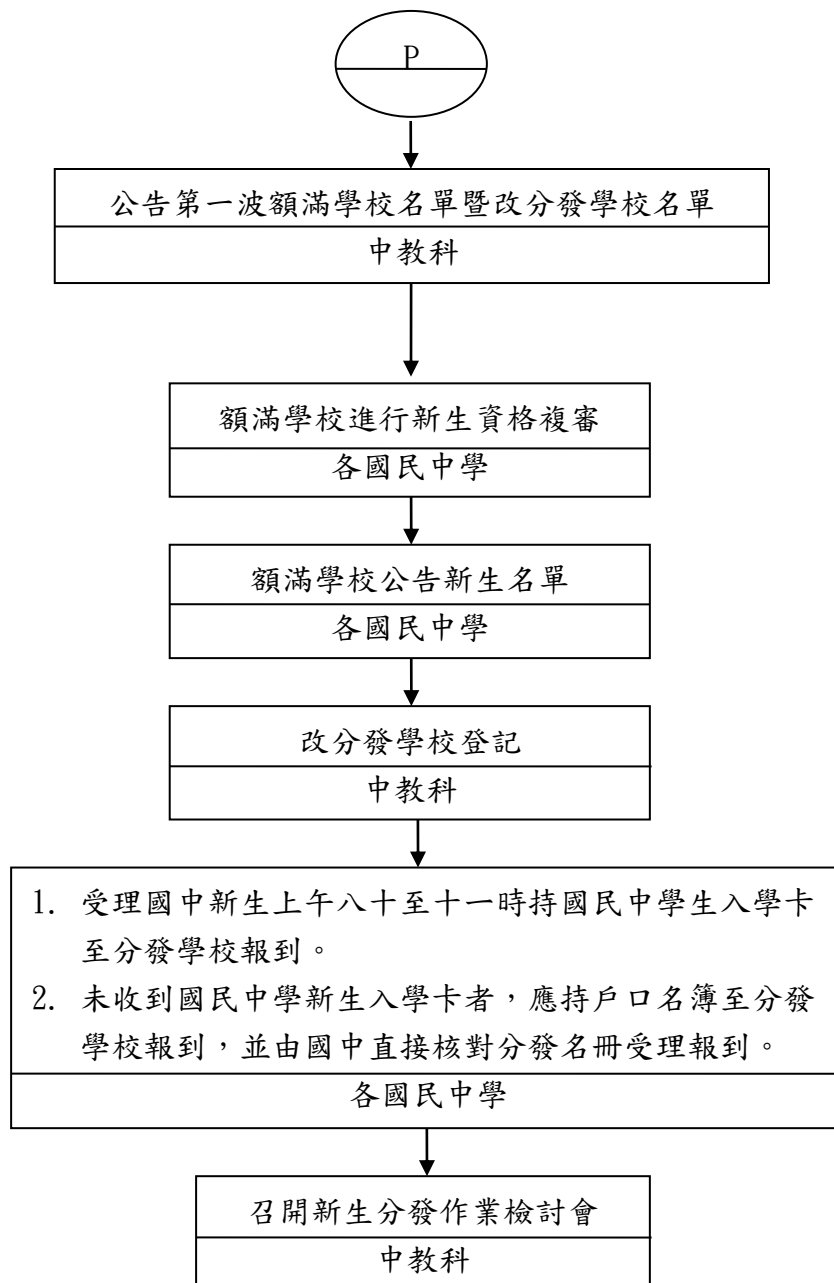 P
公告第一波額滿學校名單暨改分發學校名單
中教科
額滿學校進行新生資格複審
各國民中學
額滿學校公告新生名單
各國民中學
改分發學校登記
中教科
1. 受理國中新生上午八十至十一時持國民中學生入學卡
至分發學校報到。
2. 未收到國民中學新生入學卡者，應持戶口名簿至分發
學校報到，並由國中直接核對分發名冊受理報到。
各國民中學
召開新生分發作業檢討會
中教科